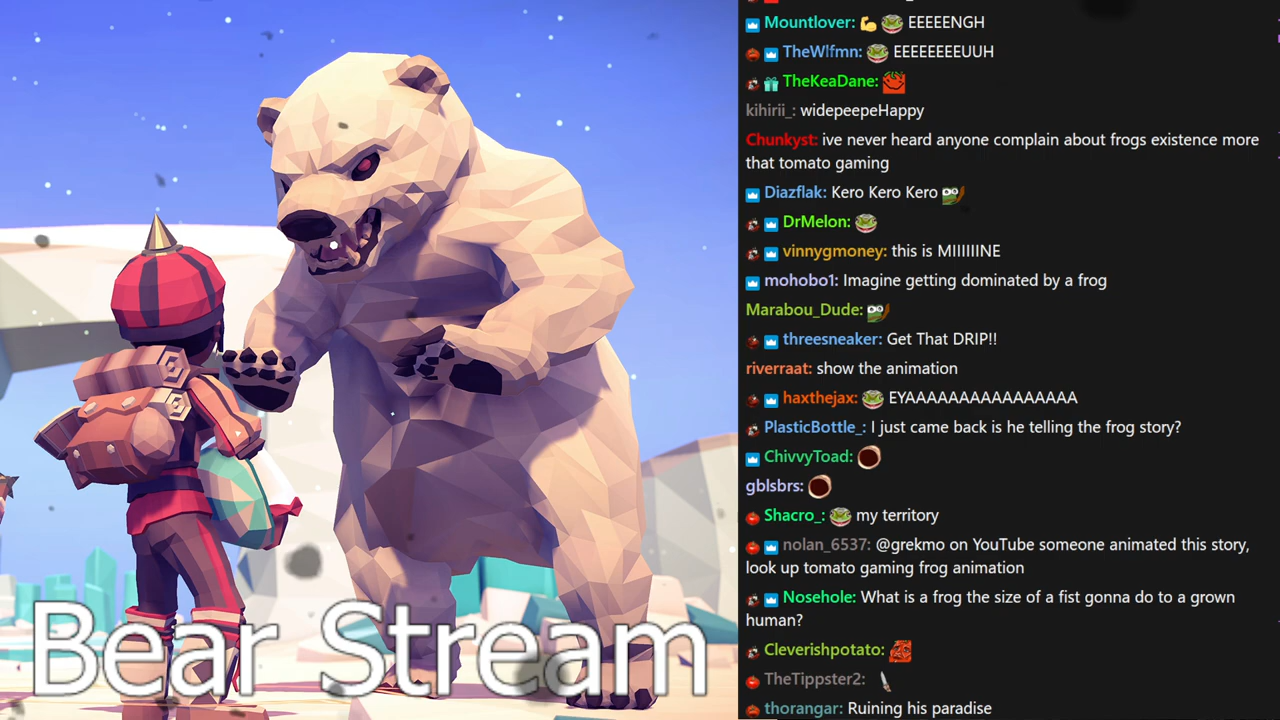 Mountlover: EEEEENGH
TheW!fmn: EEEEEEEEUUH
TheKeaDane:
kihirii_: widepeepeHappy
Chunkyst: ive never heard anyone complain about frogs existence more
that tomato gaming
Diazflak: Kero Kero Kero
DrMelon:
vinnygmoney: this is MIIIIIINE
mohobo1: Imagine getting dominated by a frog
Marabou_Dude:
threesneaker: Get That DRIP!!
riverraat: show the animation
haxthejax: EYAAAAAAAAAAAAAAAA
PlasticBottle_: I just came back is he telling the frog story?
ChivvyToad:
gblsbrs:
Shacro_: my territory
nolan_6537: @grekmo on YouTube someone animated this story,
look up tomato gaming frog animation
Nosehole: What is a frog the size of a fist gonna do to a grown
human?
Cleverishpotato:
TheTippster2:
thorangar: Ruining his paradise
Bear Stream